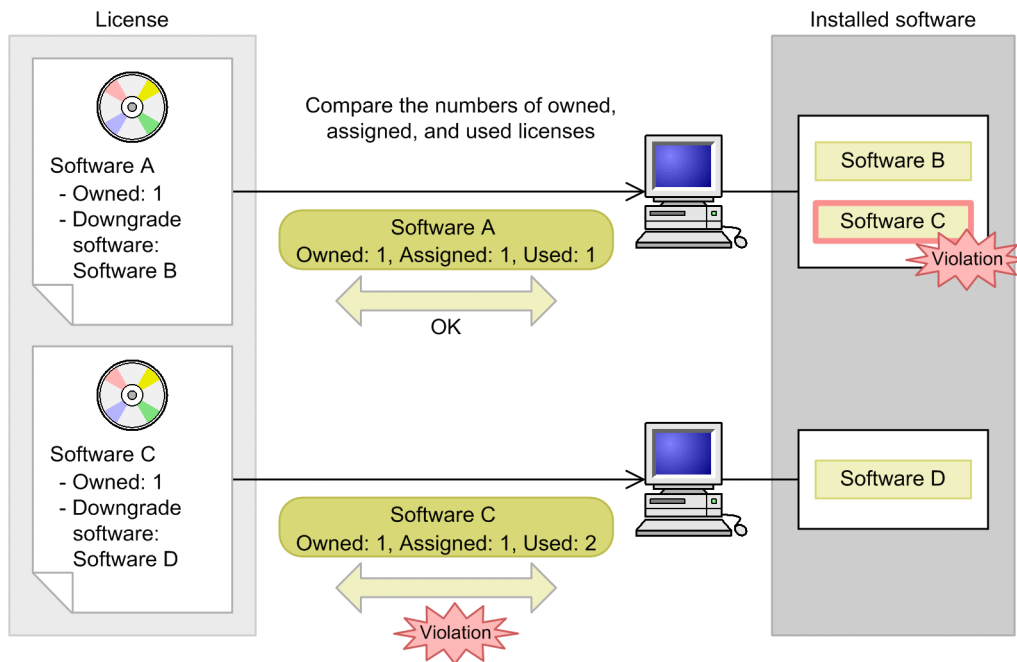 License
Installed software
Software A
- Owned: 1
- Downgrade
software:
Software B
Compare the numbers of owned,
assigned, and used licenses
Software A
Owned: 1, Assigned: 1, Used: 1
OK
Software B
Software C
Violation
Software C
- Owned: 1
- Downgrade
software:
Software D
Software C
Owned: 1, Assigned: 1, Used: 2
Violation
Software D